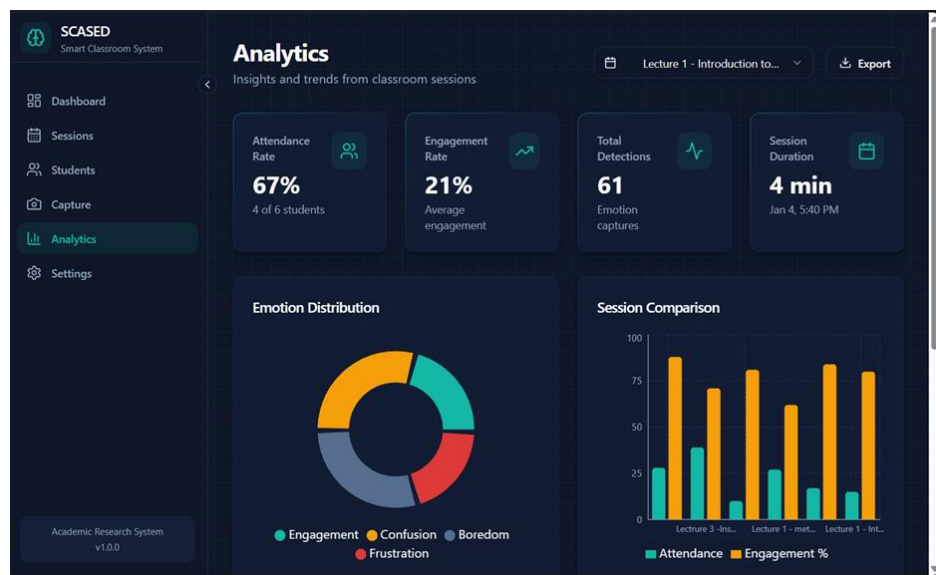 SCASED
Smart Classroom System
Dashboard
Sessions
Students
Capture
Analytics
Settings
Academic Research System
v1.0.0
Analytics
Insights and trends from classroom sessions
Lecture 1 - Introduction to...
Export
Attendance
Rate
67%
4 of 6 students
Engagement
Rate
21%
Average
engagement
Total
Detections
61
Emotion
captures
Session
Duration
4 min
Jan 4, 5:40 PM
Emotion Distribution
Engagement Confusion Boredom
Frustration
Session Comparison
100
75
50
25
0
Lectrure 3 -Ins... Lecture 1 - met... Lecture 1 - Int...
Attendance Engagement %